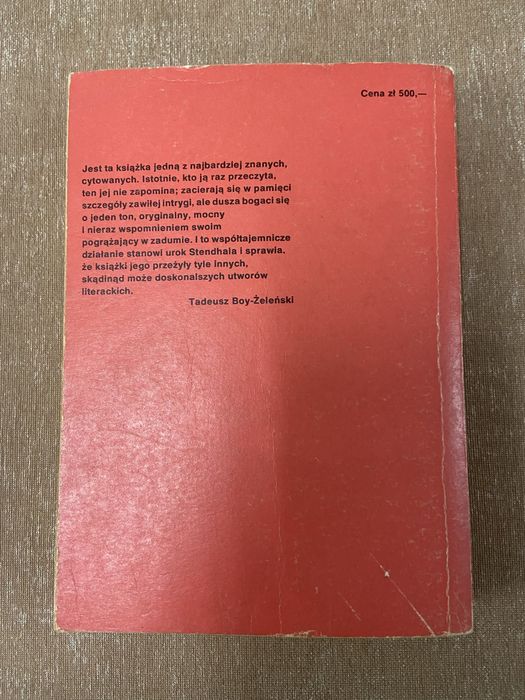 Cena zł 500,—
Jest ta książka jedną z najbardziej znanych,
cytowanych. Istotnie, kto ją raz przeczyta,
ten jej nie zapomina; zacierają się w pamięci
szczegóły zawiłej intrygi, ale dusza bogaci się
o jeden ton, oryginalny, mocny
i nieraz wspomnieniem swoim
pogrążający w zadumie. I to współtajemnicze
działanie stanowi urok Stendhala i sprawia.
że książki jego przeżyły tyle innych,
skądinąd może doskonalszych utworów
literackich.
Tadeusz Boy-Żeleński